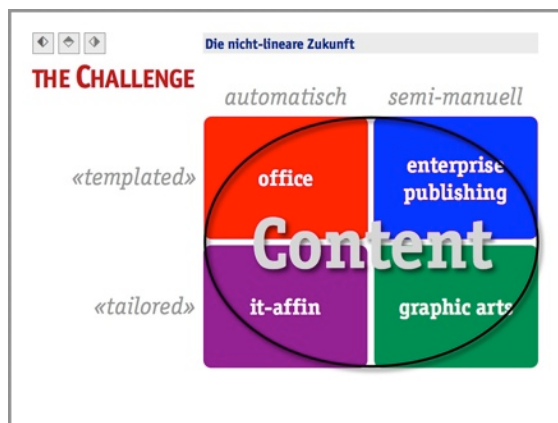 Die nicht-lineare Zukunft
THE CHALLENGE
automatisch semi-manuell
«templated»
office
enterprise
publishing
Content
«tailored»
it-affin
graphic arts